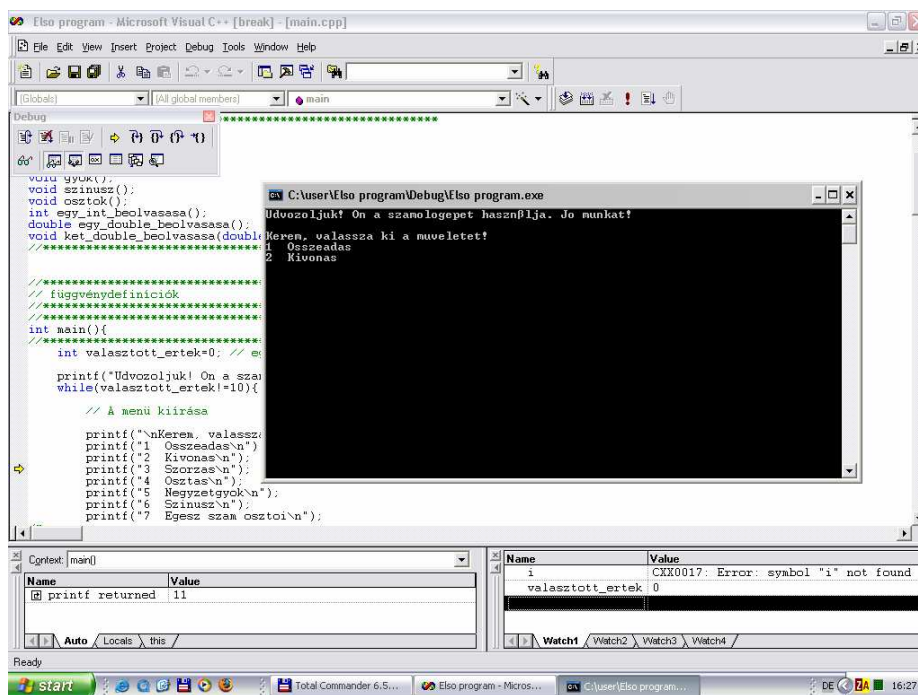 Elso program - Microsoft Visual C++ [break] - [main.cpp]
File Edit View Insert Project Debug Tools Window Help
(Globals) (All global members) main
Debug
*****************************
void gyok();
void szinusz();
void osztok();
int egy_int_beolvasasa();
double egy_double_beolvasasa();
void ket_double_beolvasasa(double
//****************************
//****************************
// függvénydefiníciók
//****************************
//****************************
int main(){
//****************************
int valasztott_ertek=0; //
printf("Udvozoljuk! On a
while(valasztott_ertek!=10){
// A menü kiírása
printf("\nKerem,
printf("1 Osszeadas\n")
printf("2 Kivonas\n");
printf("3 Szorzas\n");
printf("4 Osztas\n");
printf("5 Negyzetgyok\n");
printf("6 Szinusz\n");
printf("7 Egesz szam osztoi\n");
C:\user\Elso program\Debug\Elso program.exe
Udvozoljuk! On a szamologepet hasznβlja. Jo munkat!
Kerem, valassza ki a muveletet!
1 Osszeadas
2 Kivonas
Context: main()
Name Value
printf returned 11
Auto Locals this
Name Value
i CXX0017: Error: symbol "i" not found
valasztott_ertek 0
Watch1 Watch2 Watch3 Watch4
Ready
start Total Commander 6.5... Elso program - Micros... C:\user\Elso program... DE ZA 16:27